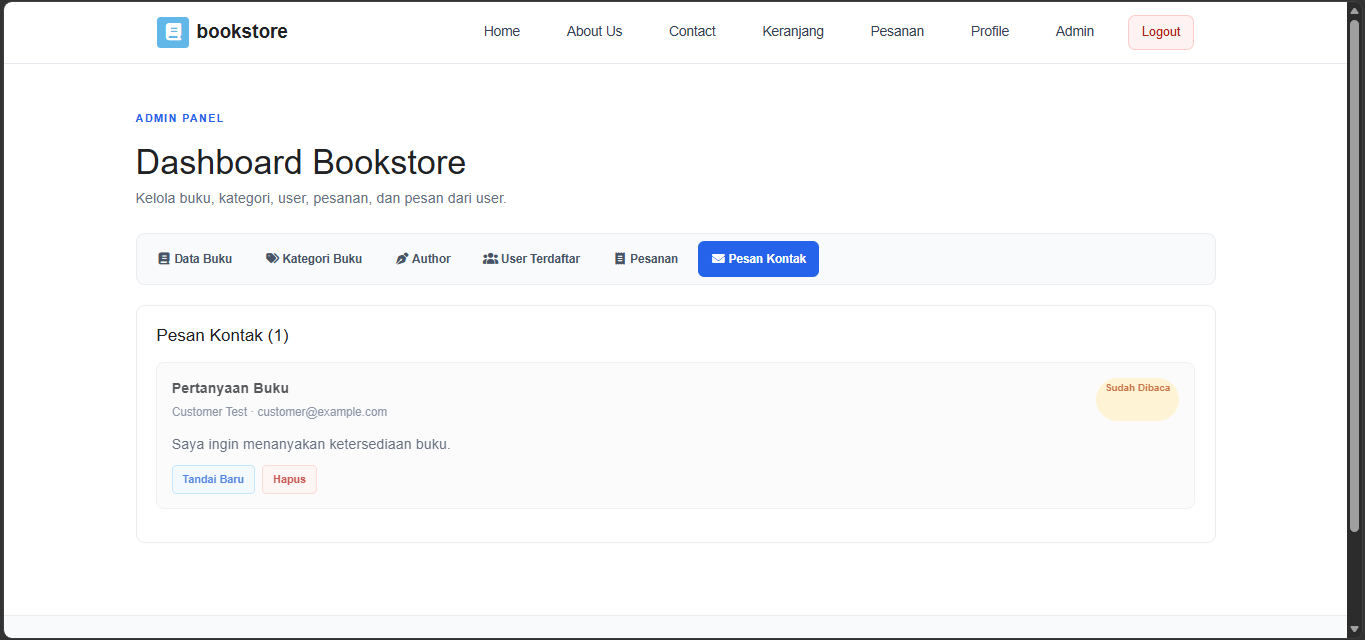 bookstore Home About Us Contact Keranjang Pesanan Profile Admin Logout
ADMIN PANEL
Dashboard Bookstore
Kelola buku, kategori, user, pesanan, dan pesan dari user.
Data Buku Kategori Buku Author User Terdaftar Pesanan Pesan Kontak
Pesan Kontak (1)
Pertanyaan Buku Sudah Dibaca
Customer Test · customer@example.com
Saya ingin menanyakan ketersediaan buku.
Tandai Baru Hapus